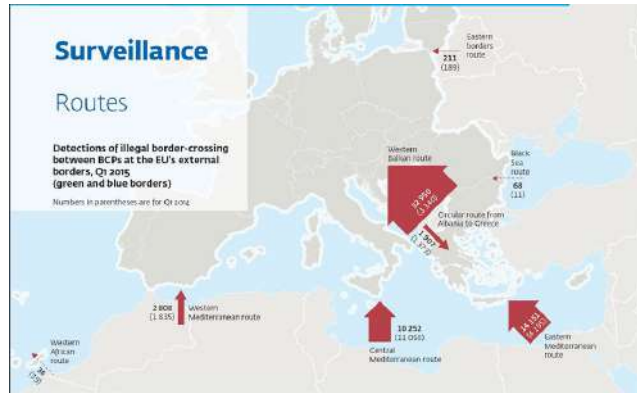 Surveillance
Routes
Detections of illegal border-crossing
between BCPs at the EU's external
borders, Q1 2015
(green and blue borders)
Numbers in parentheses are for Q1 2014
Eastern
borders
route
211
(189)
Western
Balkan route
Black
Sea
route
68
(11)
Circular route from
Albania to Greece
2 808
(1 835)
Western
Mediterranean route
10 252
Central
Mediterranean route
Eastern
Mediterranean
route
Western
African
route